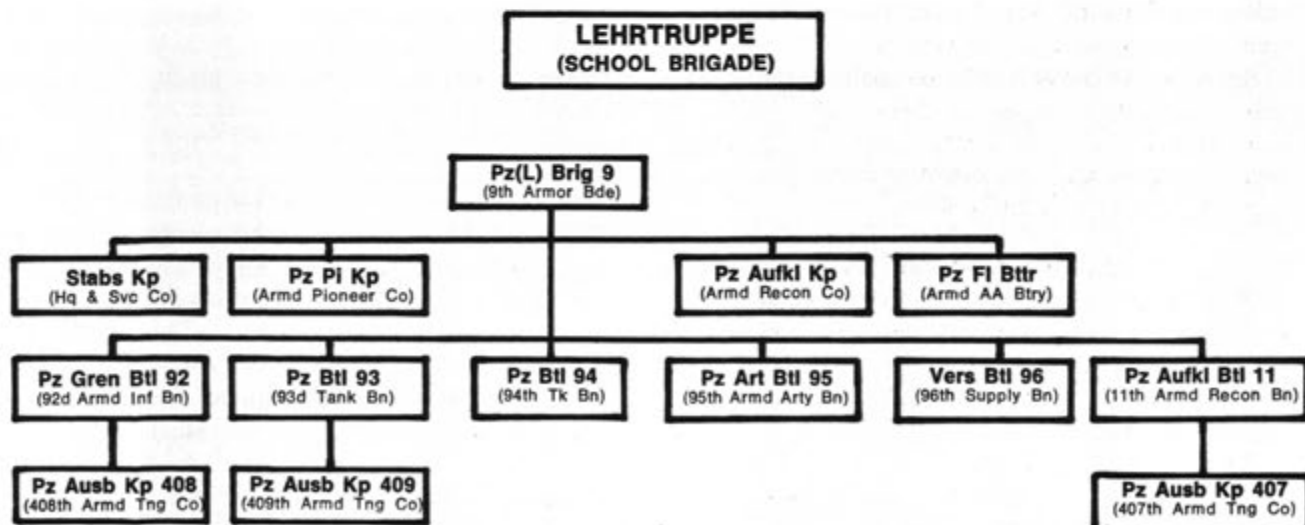 LEHRTRUPPE
(SCHOOL BRIGADE)
Pz(L) Brig 9
(9th Armor Bde)
Stabs Kp
(Hq & Svc Co)
Pz Pi Kp
(Armd Pioneer Co)
Pz Aufkl Kp
(Armd Recon Co)
Pz Fl Bttr
(Armd AA Btry)
Pz Gren Btl 92
(92d Armd Inf Bn)
Pz Btl 93
(93d Tank Bn)
Pz Btl 94
(94th Tk Bn)
Pz Art Btl 95
(95th Armd Arty Bn)
Vers Btl 96
(96th Supply Bn)
Pz Aufkl Btl 11
(11th Armd Recon Bn)
Pz Ausb Kp 408
(408th Armd Tng Co)
Pz Ausb Kp 409
(409th Armd Tng Co)
Pz Ausb Kp 407
(407th Armd Tng Co)